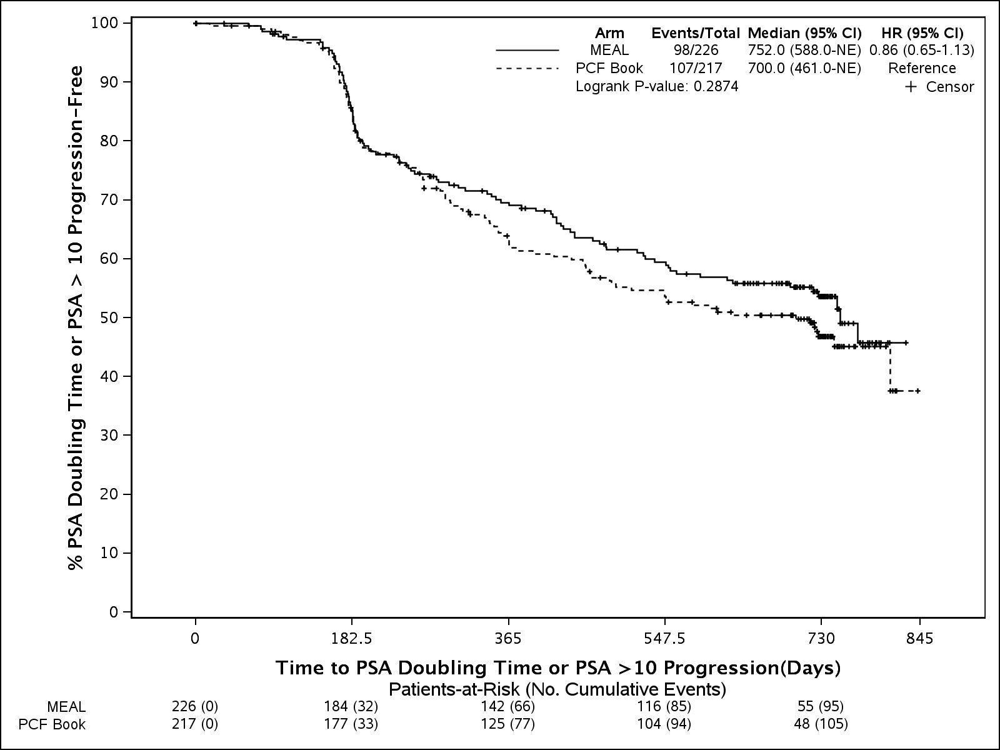 % PSA Doubling Time or PSA > 10 Progression-Free
100
90
80
70
60
50
40
30
20
10
0
Arm Events/Total Median (95% CI) HR (95% CI)
MEAL 98/226 752.0 (588.0-NE) 0.86 (0.65-1.13)
PCF Book 107/217 700.0 (461.0-NE) Reference
Logrank P-value: 0.2874 + Censor
0 182.5 365 547.5 730 845
Time to PSA Doubling Time or PSA >10 Progression(Days)
Patients-at-Risk (No. Cumulative Events)
MEAL 226 (0) 184 (32) 142 (66) 116 (85) 55 (95)
PCF Book 217 (0) 177 (33) 125 (77) 104 (94) 48 (105)